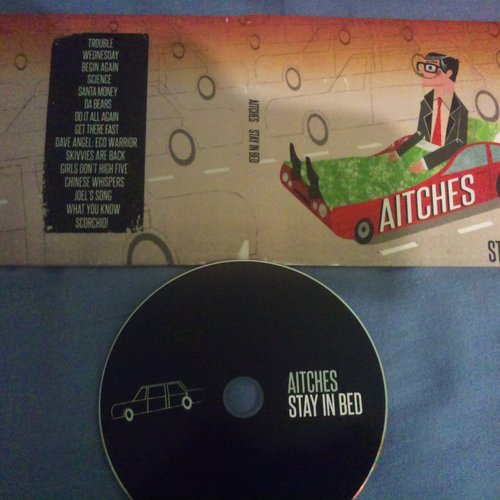 TROUBLE
WEDNESDAY
BEGIN AGAIN
SCIENCE
SANTA MONEY
DA BEARS
DO IT ALL AGAIN
GET THERE FAST
DAVE ANGEL: ECO WARRIOR
SKIVVIES ARE BACK
GIRLS DON'T HIGH FIVE
CHINESE WHISPERS
JOEL'S SONG
WHAT YOU KNOW
SCORCHIO!
AITCHES STAY IN BED
AITCHES
ST
AITCHES
STAY IN BED